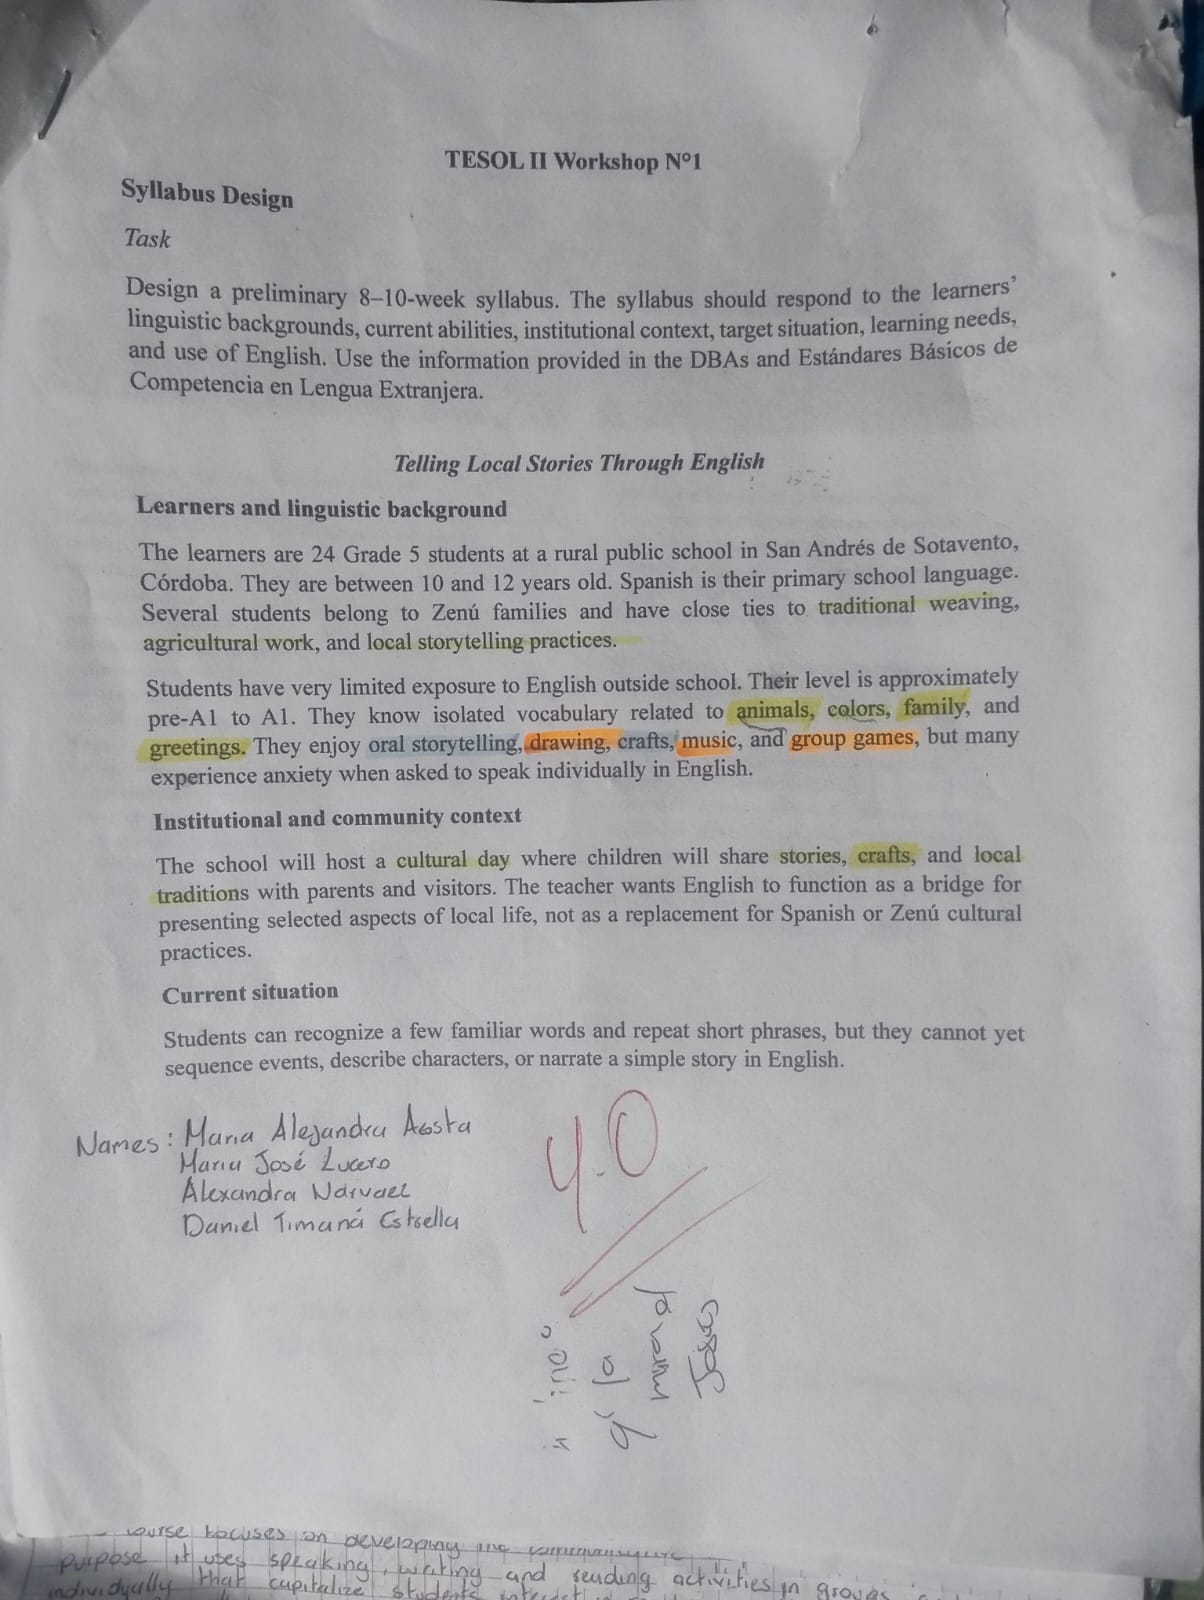 TESOL II Workshop N°1
Syllabus Design
Task
Design a preliminary 8–10-week syllabus. The syllabus should respond to the learners'
linguistic backgrounds, current abilities, institutional context, target situation, learning needs,
and use of English. Use the information provided in the DBAs and Estándares Básicos de
Competencia en Lengua Extranjera.
Telling Local Stories Through English
Learners and linguistic background
The learners are 24 Grade 5 students at a rural public school in San Andrés de Sotavento,
Córdoba. They are between 10 and 12 years old. Spanish is their primary school language.
Several students belong to Zenú families and have close ties to traditional weaving,
agricultural work, and local storytelling practices.
Students have very limited exposure to English outside school. Their level is approximately
pre-A1 to A1. They know isolated vocabulary related to animals, colors, family, and
greetings. They enjoy oral storytelling, drawing, crafts, music, and group games, but many
experience anxiety when asked to speak individually in English.
Institutional and community context
The school will host a cultural day where children will share stories, crafts, and local
traditions with parents and visitors. The teacher wants English to function as a bridge for
presenting selected aspects of local life, not as a replacement for Spanish or Zenú cultural
practices.
Current situation
Students can recognize a few familiar words and repeat short phrases, but they cannot yet
sequence events, describe characters, or narrate a simple story in English.
Names: Maria Alejandra Acosta
Maria José Lucero
Alexandra Narvaez
Daniel Timaná Estrella
4.0
course focuses on developing the
purpose it uses speaking, writing and reading activities in groups
individually that capitalize students